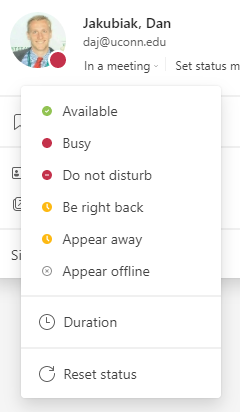 Jakubiak, Dan
daj@uconn.edu
In a meeting
Set status m
Available
Busy
Do not disturb
Be right back
Appear away
Si
Appear offline
Duration
Reset status